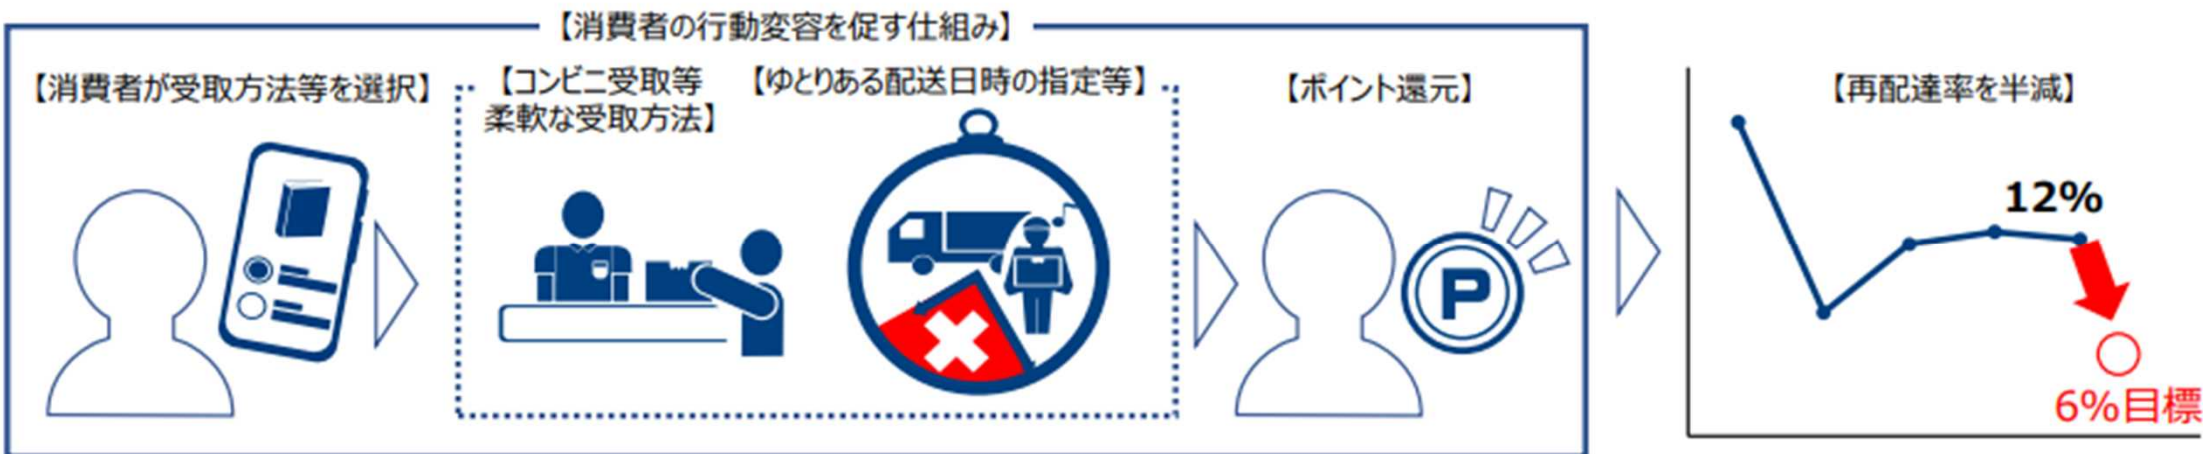 【消費者の行動変容を促す仕組み】
【消費者が受取方法等を選択】
【コンビニ受取等
柔軟な受取方法】
【ゆとりある配送日時の指定等】
【ポイント還元】
P
【再配達率を半減】
12%
6%目標